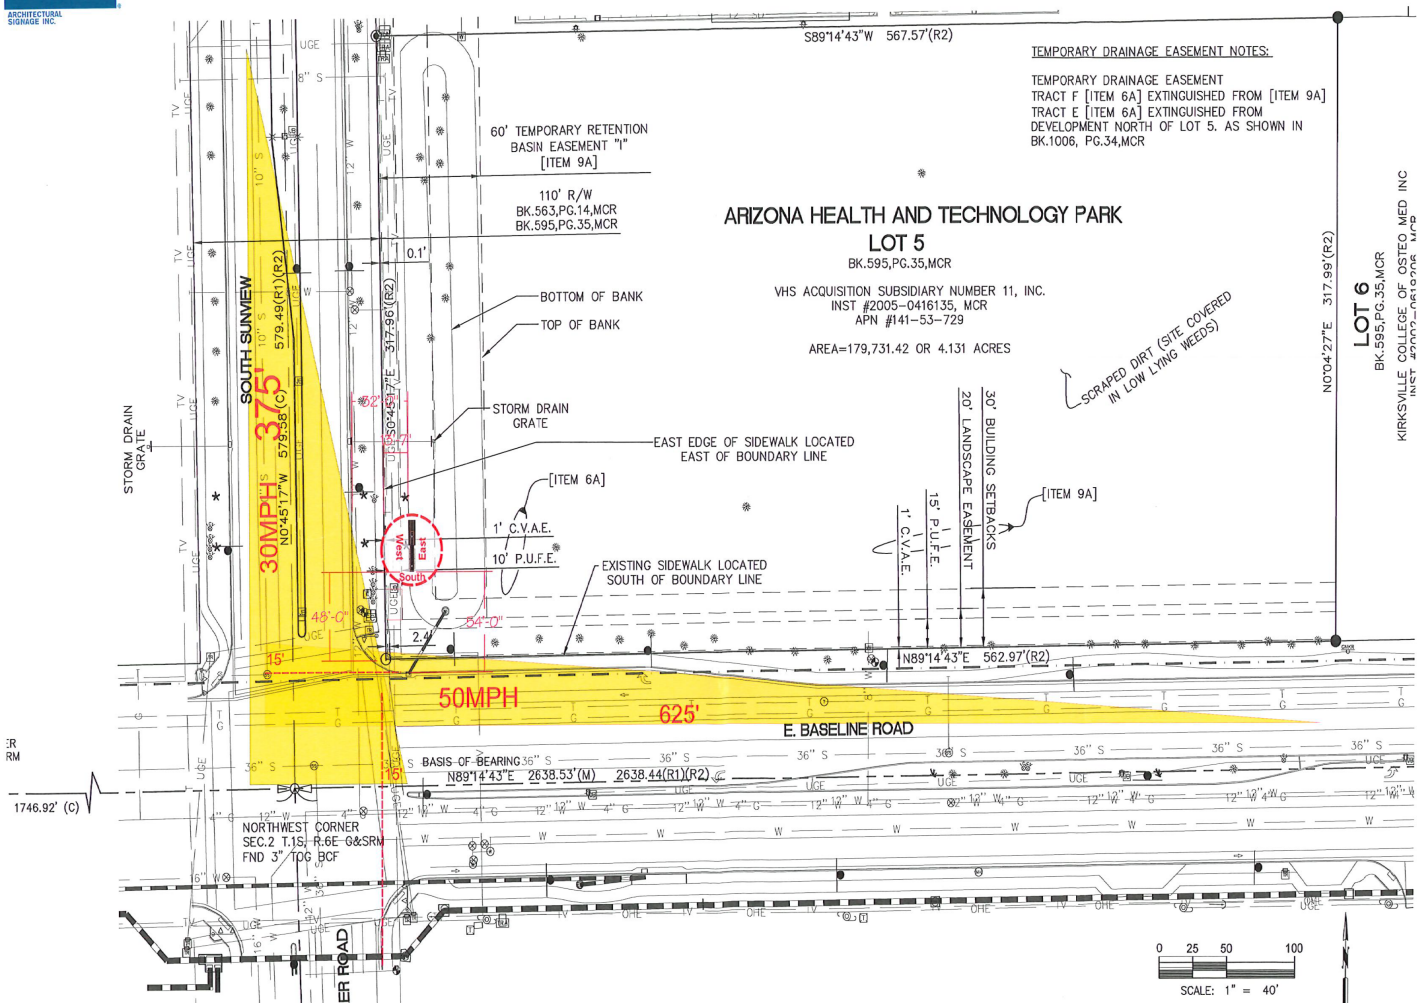 ARCHITECTURAL
SIGNAGE INC.
S89°14'43"W 567.57'(R2)
TEMPORARY DRAINAGE EASEMENT NOTES:
TEMPORARY DRAINAGE EASEMENT
TRACT F [ITEM 6A] EXTINGUISHED FROM [ITEM 9A]
TRACT E [ITEM 6A] EXTINGUISHED FROM
DEVELOPMENT NORTH OF LOT 5. AS SHOWN IN
BK.1006, PG.34,MCR
60' TEMPORARY RETENTION
BASIN EASEMENT "I"
[ITEM 9A]
110' R/W
BK.563,PG.14,MCR
BK.595,PG.35,MCR
0.1'
ARIZONA HEALTH AND TECHNOLOGY PARK
LOT 5
BK.595,PG.35,MCR
VHS ACQUISITION SUBSIDIARY NUMBER 11, INC.
INST #2005-0416135, MCR
APN #141-53-729
AREA=179,731.42 OR 4.131 ACRES
BOTTOM OF BANK
TOP OF BANK
STORM DRAIN
GRATE
EAST EDGE OF SIDEWALK LOCATED
EAST OF BOUNDARY LINE
[ITEM 6A]
1' C.V.A.E.
10' P.U.F.E.
EXISTING SIDEWALK LOCATED
SOUTH OF BOUNDARY LINE
SCRAPED DIRT (SITE COVERED
IN LOW LYING WEEDS)
30' BUILDING SETBACKS
20' LANDSCAPE EASEMENT
15' P.U.F.E.
1' C.V.A.E.
[ITEM 9A]
N0°04'27"E 317.99'(R2)
LOT 6
BK.595,PG.35,MCR
KIRKSVILLE COLLEGE OF OSTEO MED INC
STORM DRAIN
GRATE
SOUTH SUNVIEW
579.49(R1)(R2)
N0°45'17"W 579.58'(C)
S0°45'17"E 317.96'(R2)
30MPH 375'
West
East
South
48'-0"
54'-0"
2.4'
15'
50MPH
625'
N89°14'43"E 562.97'(R2)
E. BASELINE ROAD
15'
BASIS OF BEARING
N89°14'43"E 2638.53'(M) 2638.44(R1)(R2)
1746.92' (C)
NORTHWEST CORNER
SEC.2 T.1S, R.6E G&SRM
FND 3" TOG BCF
ER ROAD
0 25 50 100
SCALE: 1" = 40'
N